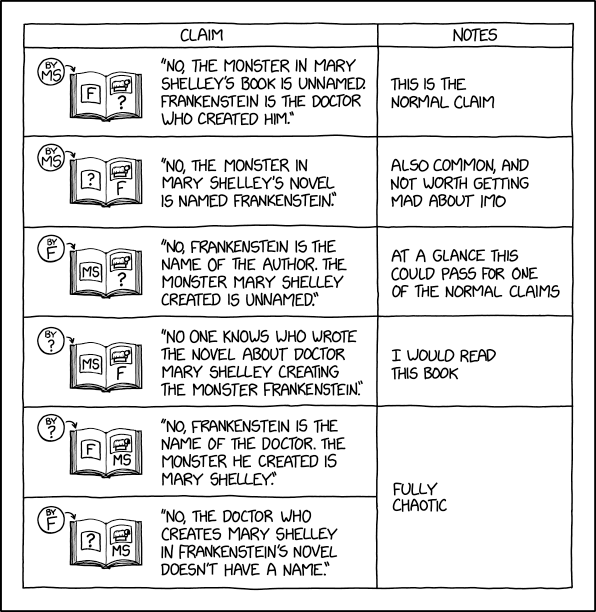 CLAIM
NOTES
BY
MS
F
?
"NO, THE MONSTER IN MARY
SHELLEY'S BOOK IS UNNAMED.
FRANKENSTEIN IS THE DOCTOR
WHO CREATED HIM."
THIS IS THE
NORMAL CLAIM
BY
MS
?
F
"NO, THE MONSTER IN
MARY SHELLEY'S NOVEL
IS NAMED FRANKENSTEIN."
ALSO COMMON, AND
NOT WORTH GETTING
MAD ABOUT IMO
BY
F
MS
?
"NO, FRANKENSTEIN IS THE
NAME OF THE AUTHOR. THE
MONSTER MARY SHELLEY
CREATED IS UNNAMED."
AT A GLANCE THIS
COULD PASS FOR ONE
OF THE NORMAL CLAIMS
BY
?
MS
F
"NO ONE KNOWS WHO WROTE
THE NOVEL ABOUT DOCTOR
MARY SHELLEY CREATING
THE MONSTER FRANKENSTEIN."
I WOULD READ
THIS BOOK
BY
?
F
MS
"NO, FRANKENSTEIN IS THE
NAME OF THE DOCTOR. THE
MONSTER HE CREATED IS
MARY SHELLEY."
FULLY
CHAOTIC
BY
F
?
MS
"NO, THE DOCTOR WHO
CREATES MARY SHELLEY
IN FRANKENSTEIN'S NOVEL
DOESN'T HAVE A NAME."